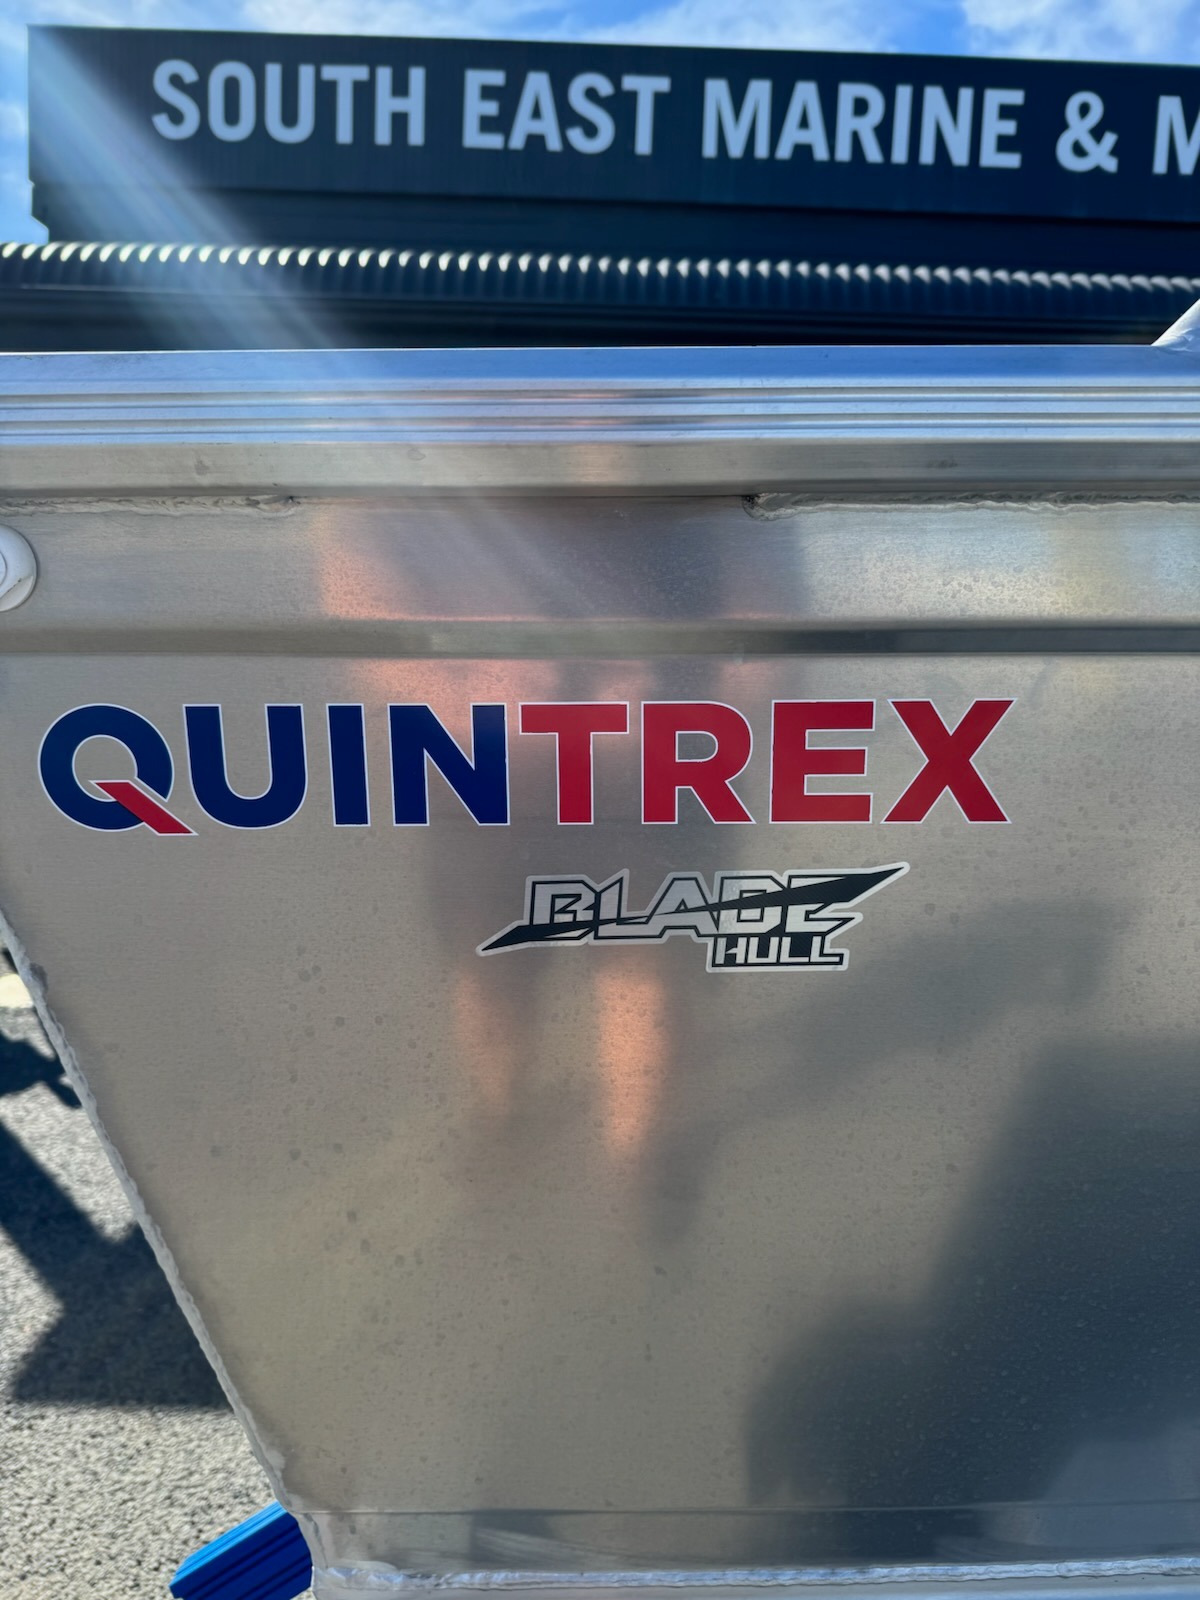 SOUTH EAST MARINE & M
QUINTREX
BLADE
HULL